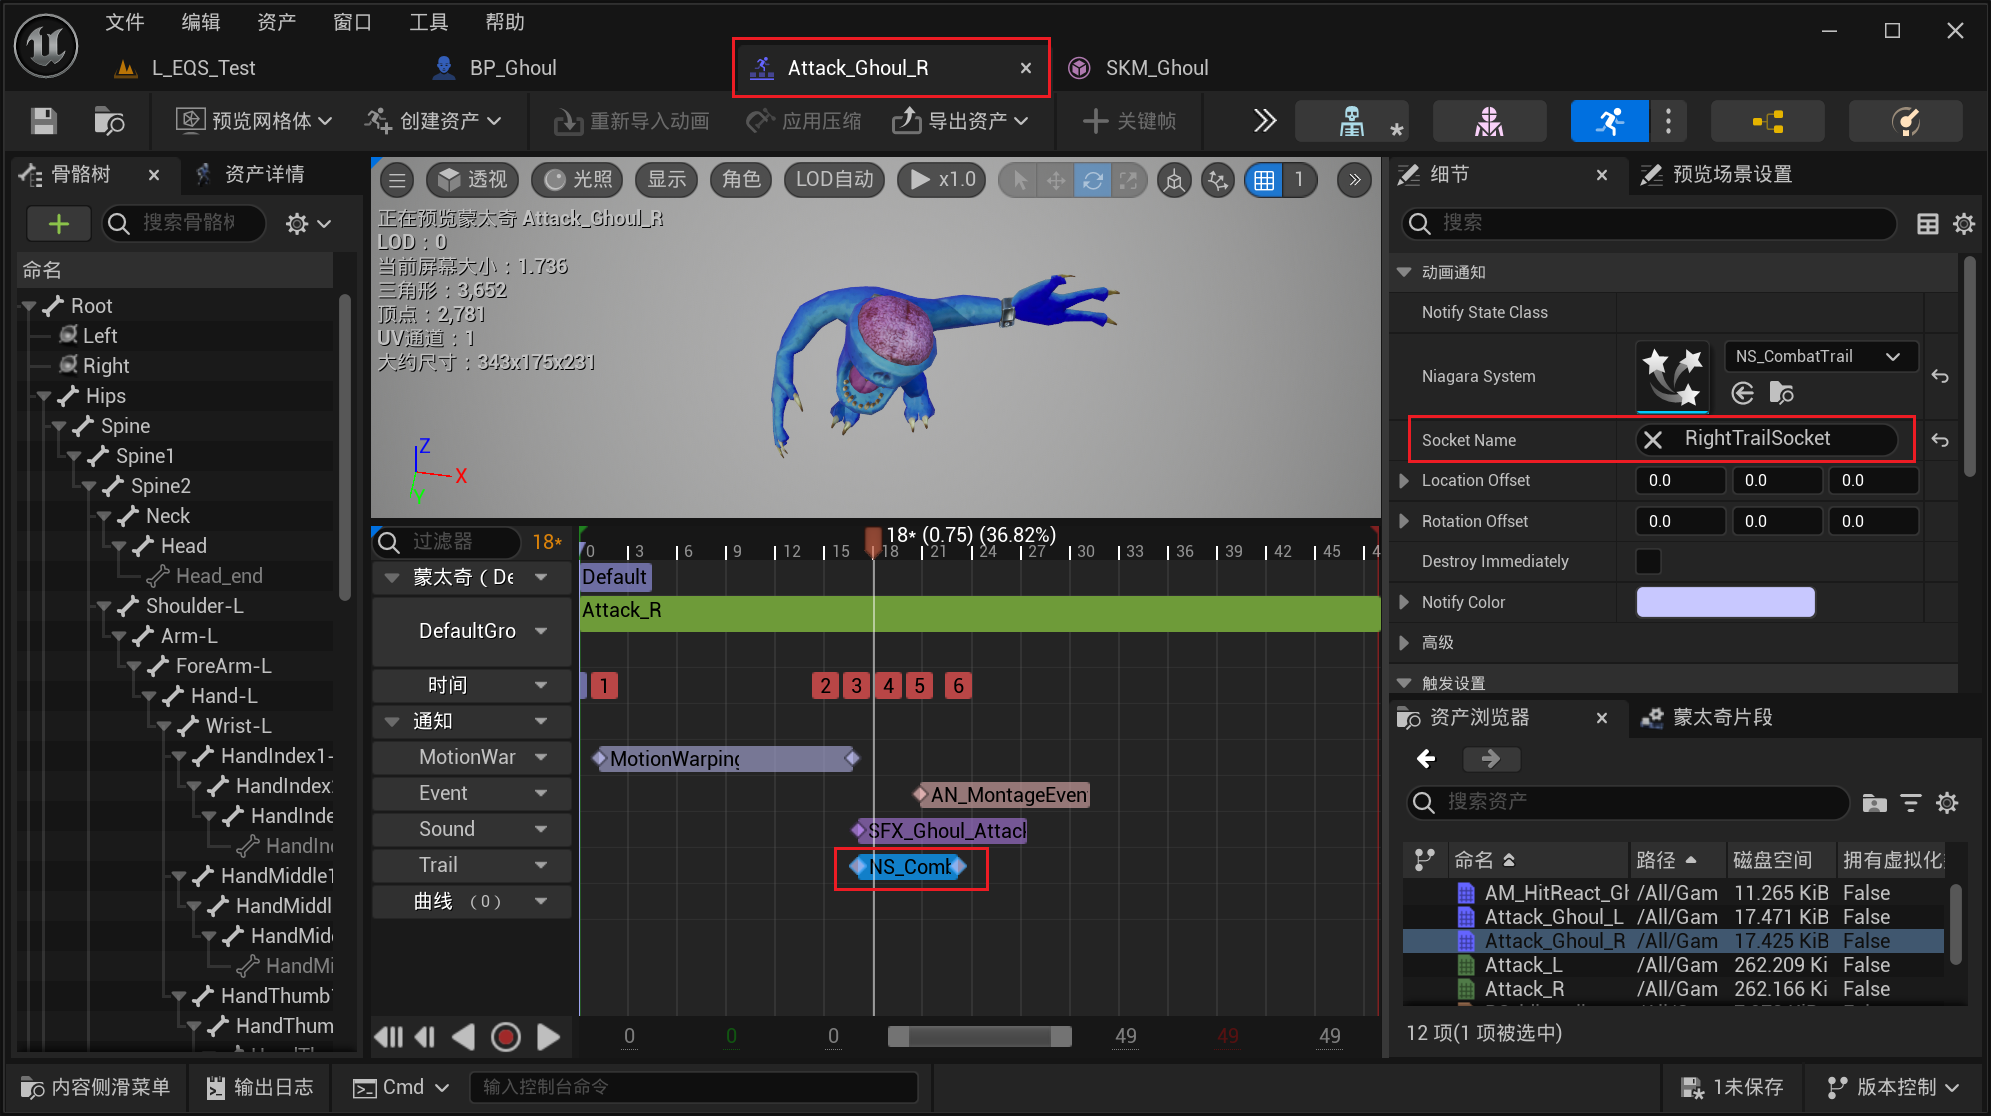 文件 编辑 资产 窗口 工具 帮助
L_EQS_Test BP_Ghoul Attack_Ghoul_R SKM_Ghoul
预览网格体 创建资产 重新导入动画 应用压缩 导出资产 关键帧
骨骼树 资产详情
搜索骨骼树
命名
Root
Left
Right
Hips
Spine
Spine1
Spine2
Neck
Head
Head_end
Shoulder-L
Arm-L
ForeArm-L
Hand-L
Wrist-L
HandIndex1-
HandIndex
HandInde
HandIn
HandMiddle1
HandMiddl
HandMid
HandMi
HandThumb
HandThum
透视 光照 显示 角色 LOD自动 x1.0 1
正在预览蒙太奇 Attack_Ghoul_R
LOD：0
当前屏幕大小：1.736
三角形：3,652
顶点：2,781
UV通道：1
大约尺寸：343x175x231
Z
X
Y
过滤器 18*
18* (0.75) (36.82%)
0 3 6 9 12 15 18 21 24 27 30 33 36 39 42 45 4
蒙太奇（De Default
Attack_R
DefaultGro
时间 1 2 3 4 5 6
通知
MotionWar MotionWarping
Event AN_MontageEven
Sound SFX_Ghoul_Attack
Trail NS_Comb
曲线 （0）
0 0 0 49 49 49
细节 预览场景设置
搜索
动画通知
Notify State Class
Niagara System NS_CombatTrail
Socket Name RightTrailSocket
Location Offset 0.0 0.0 0.0
Rotation Offset 0.0 0.0 0.0
Destroy Immediately
Notify Color
高级
触发设置
资产浏览器 蒙太奇片段
搜索资产
命名 路径 磁盘空间 拥有虚拟化
AM_HitReact_Gh /All/Gam 11.265 KiB False
Attack_Ghoul_L /All/Gam 17.471 KiB False
Attack_Ghoul_R /All/Gam 17.425 KiB False
Attack_L /All/Gam 262.209 Ki False
Attack_R /All/Gam 262.166 Ki False
12 项(1 项被选中)
内容侧滑菜单 输出日志 Cmd 输入控制台命令 1未保存 版本控制